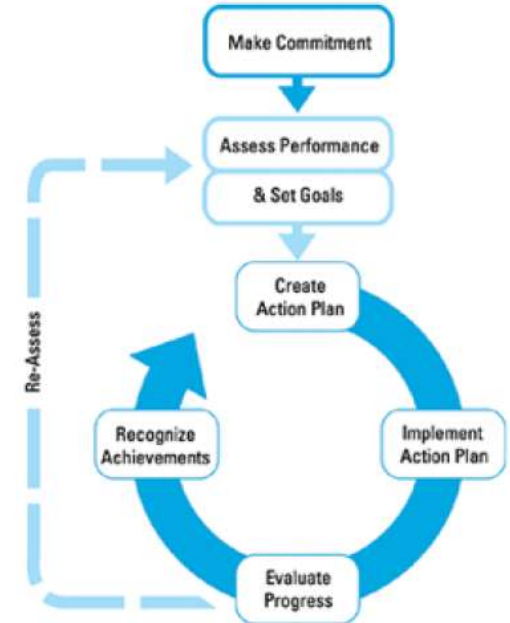 Make Commitment
Assess Performance
& Set Goals
Create
Action Plan
Re-Assess
Recognize
Achievements
Implement
Action Plan
Evaluate
Progress